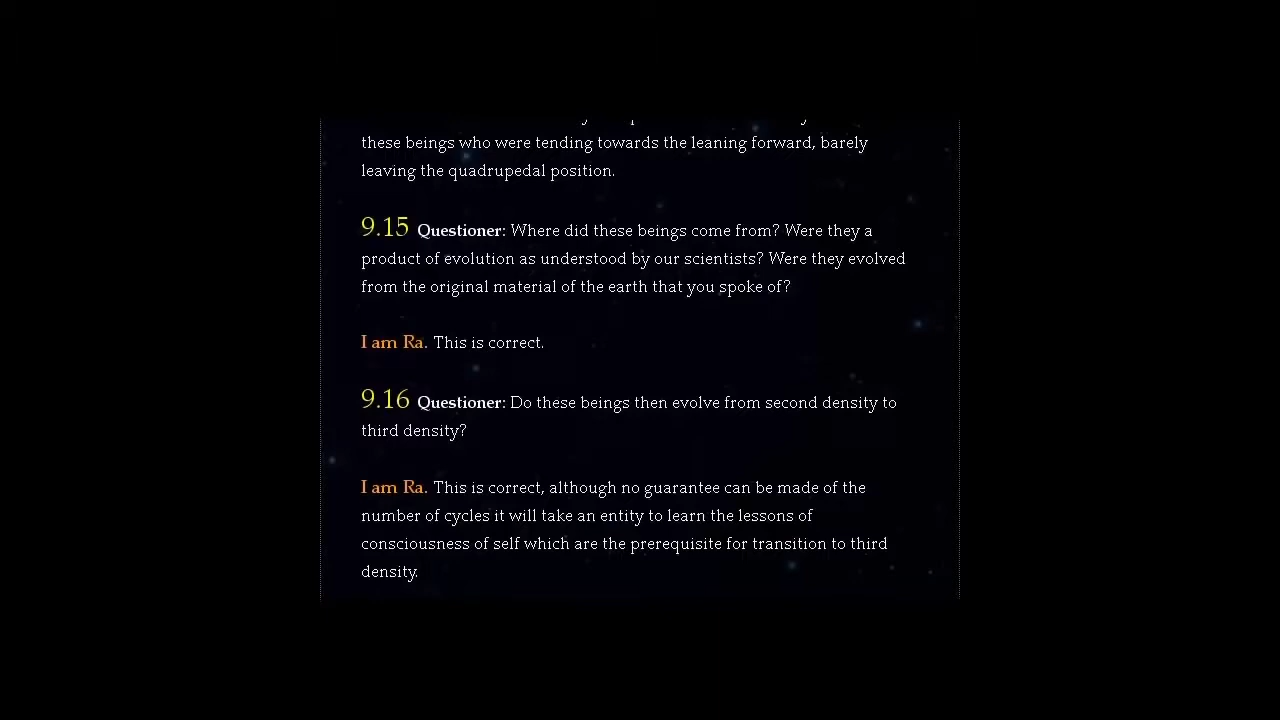 these beings who were tending towards the leaning forward, barely
leaving the quadrupedal position.
9.15 Questioner: Where did these beings come from? Were they a
product of evolution as understood by our scientists? Were they evolved
from the original material of the earth that you spoke of?
I am Ra. This is correct.
9.16 Questioner: Do these beings then evolve from second density to
third density?
I am Ra. This is correct, although no guarantee can be made of the
number of cycles it will take an entity to learn the lessons of
consciousness of self which are the prerequisite for transition to third
density.